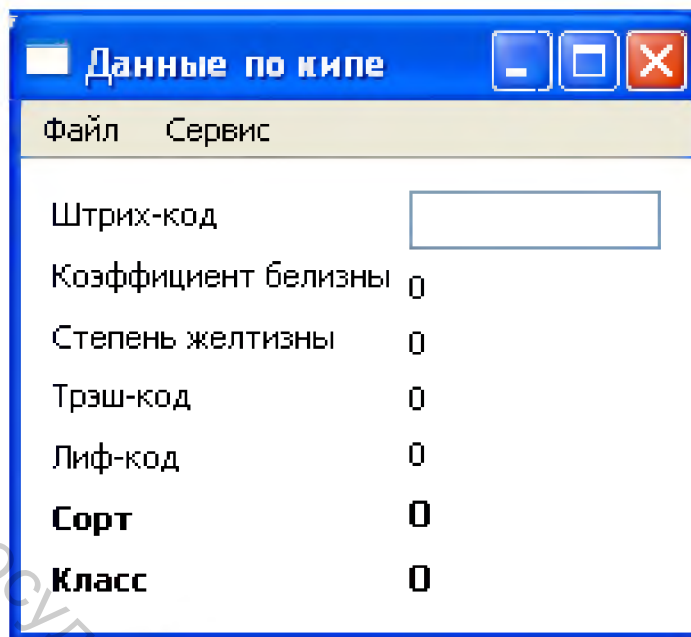 Данные по кипе
Файл Сервис
Штрих-код
Коэффициент белизны 0
Степень желтизны 0
Трэш-код 0
Лиф-код 0
Сорт 0
Класс 0